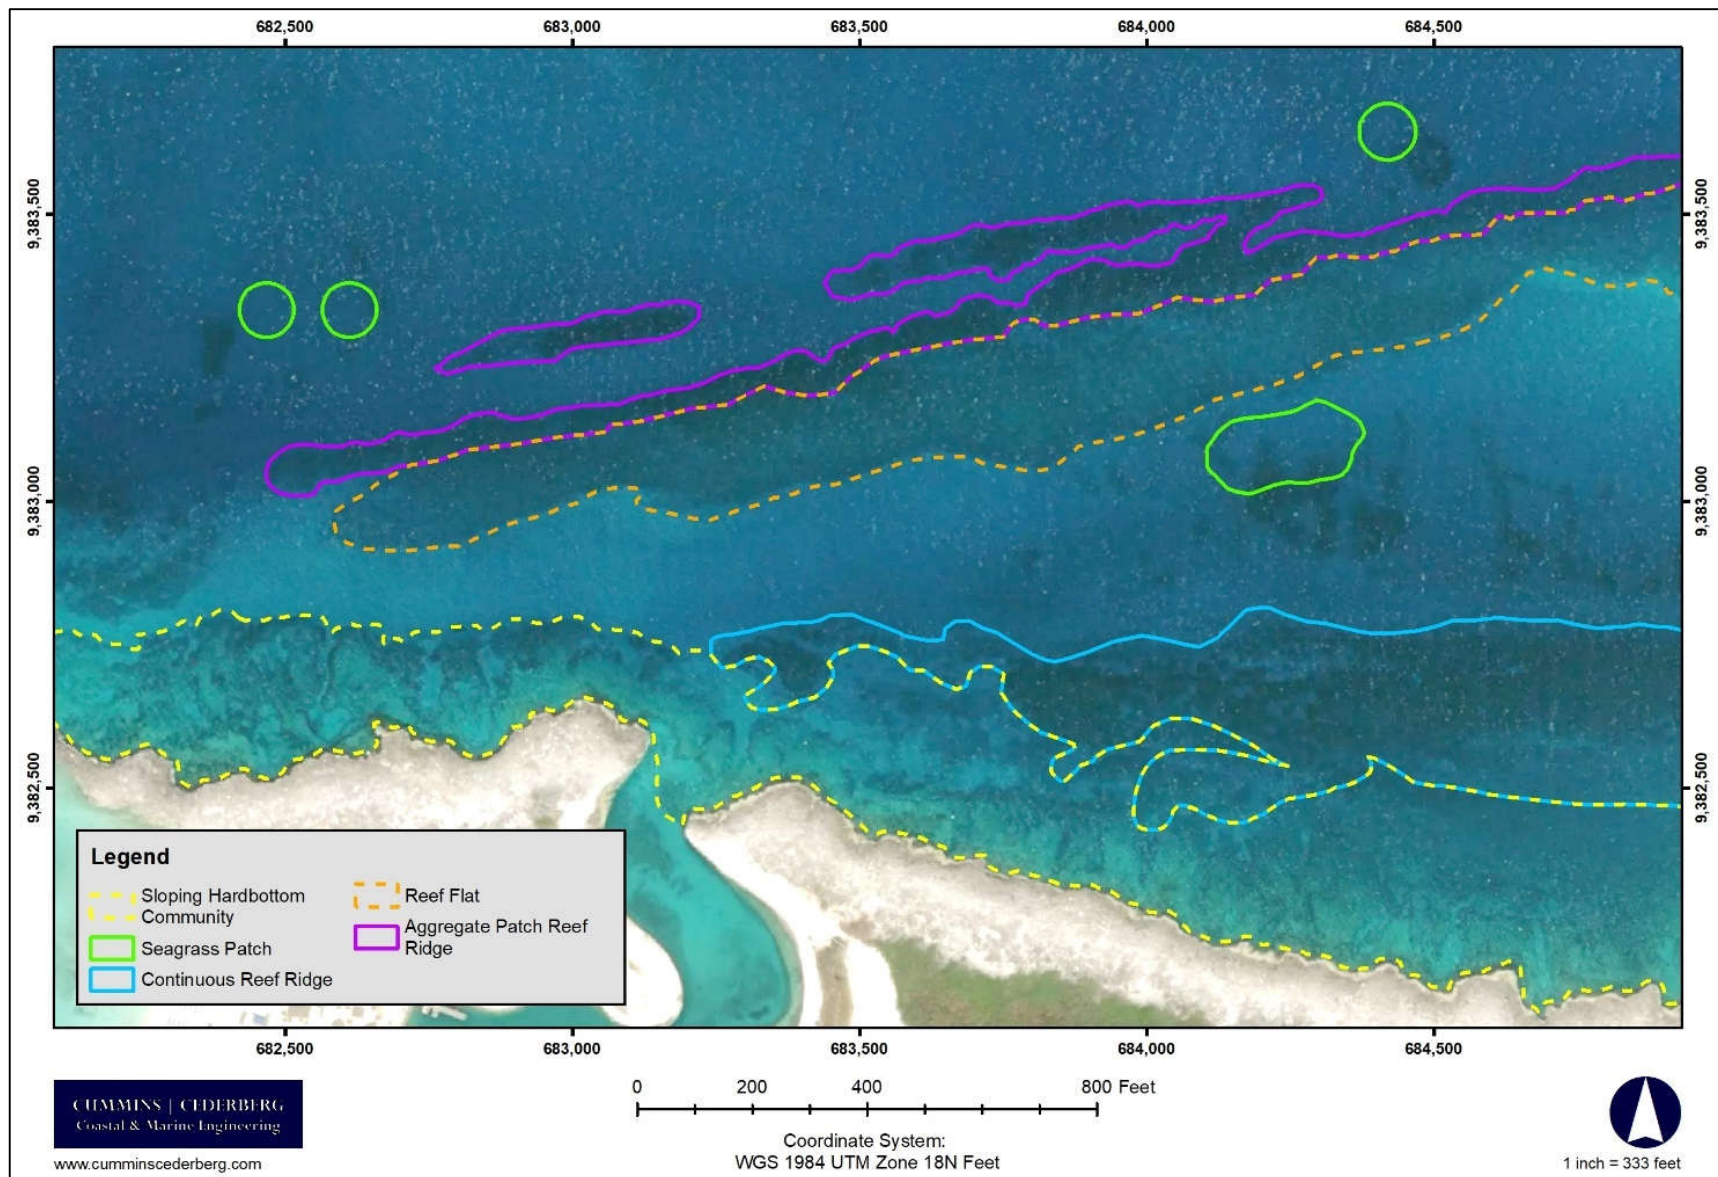 682,500 683,000 683,500 684,000 684,500
9,383,500 9,383,500
9,383,000 9,383,000
9,382,500 9,382,500
Legend
Sloping Hardbottom
Community
Seagrass Patch
Continuous Reef Ridge
Reef Flat
Aggregate Patch Reef
Ridge
682,500 683,000 683,500 684,000 684,500
CUMMINS | CEDERBERG
Coastal & Marine Engineering
www.cumminscederberg.com
0 200 400 800 Feet
Coordinate System:
WGS 1984 UTM Zone 18N Feet
1 inch = 333 feet